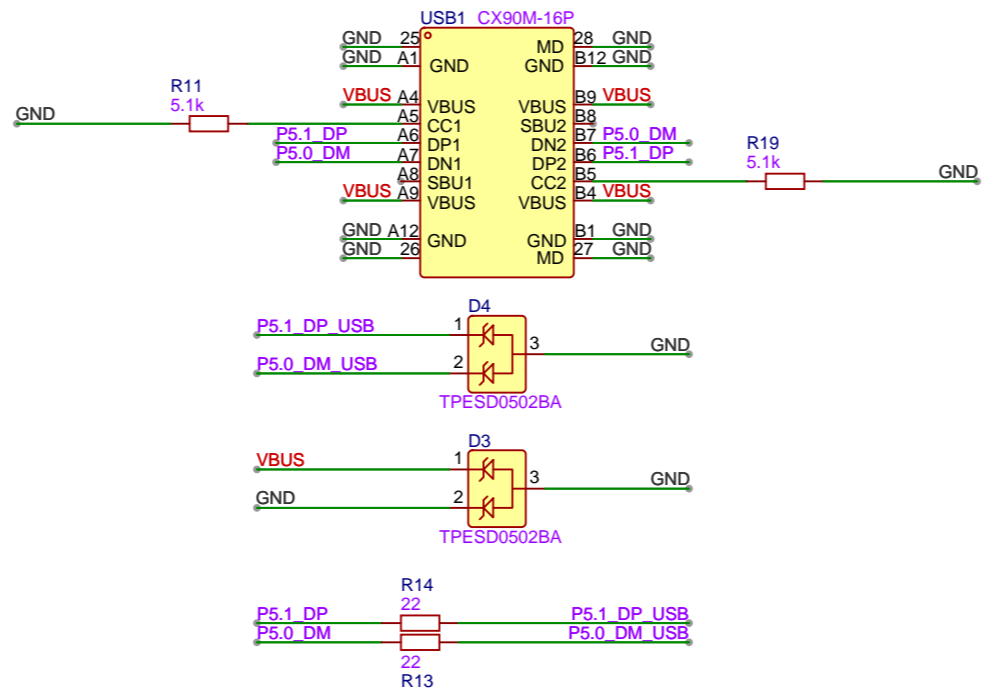 USB1 CX90M-16P
GND 25 28 GND
MD
GND A1 B12 GND
GND GND
R11
5.1k
VBUS A4 B9 VBUS
VBUS VBUS
GND A5 B8
CC1 SBU2
P5.1_DP A6 B7 P5.0_DM
DP1 DN2
P5.0_DM A7 B6 P5.1_DP
DN1 DP2
R19
5.1k
A8 B5 GND
SBU1 CC2
VBUS A9 B4 VBUS
VBUS VBUS
GND A12 B1 GND
GND GND
GND 26 27 GND
MD
D4
P5.1_DP_USB 1
3 GND
P5.0_DM_USB 2
TPESD0502BA
D3
VBUS 1
3 GND
GND 2
TPESD0502BA
R14
22
P5.1_DP P5.1_DP_USB
P5.0_DM P5.0_DM_USB
22
R13